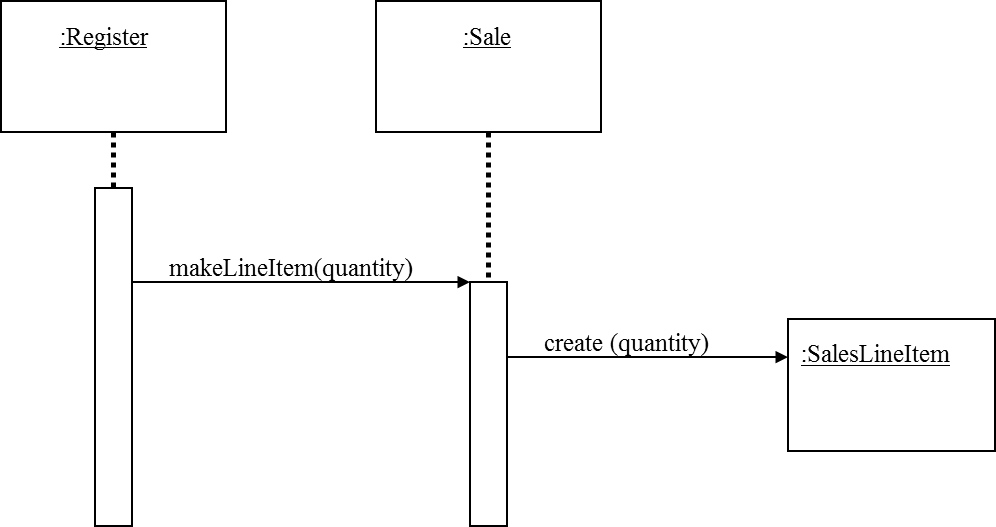 :Register
:Sale
makeLineItem(quantity)
create (quantity)
:SalesLineItem